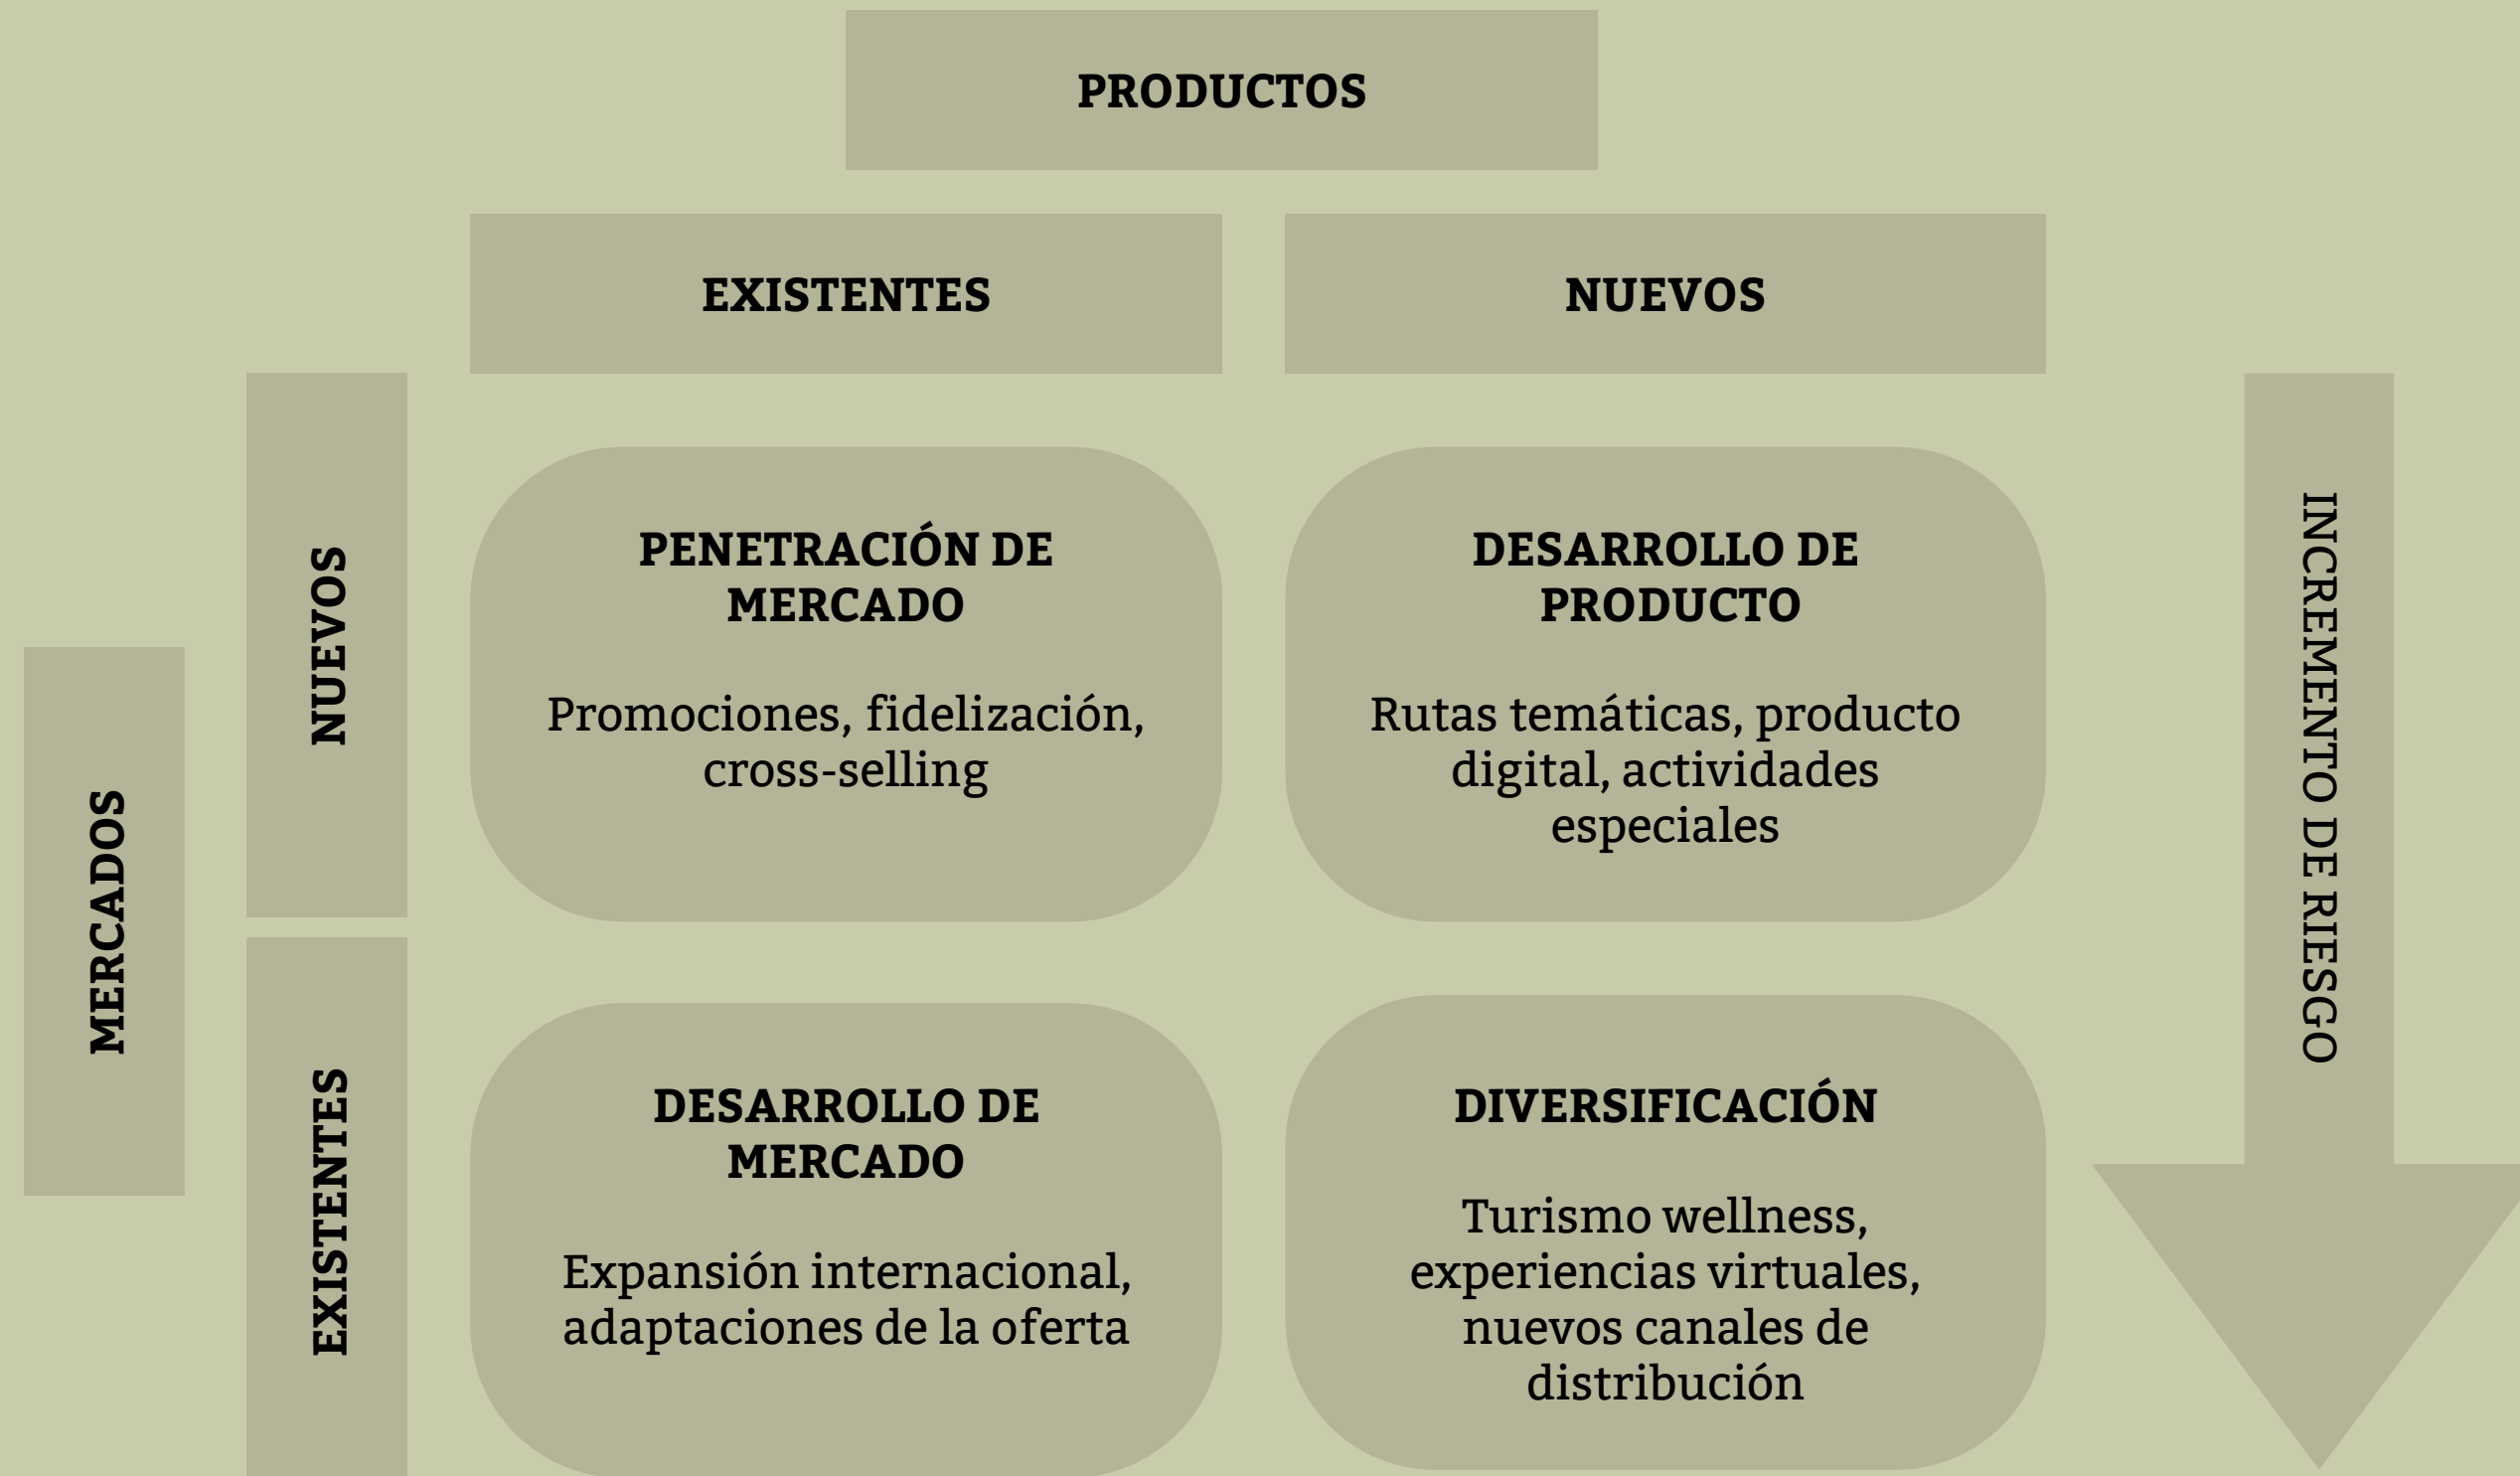 PRODUCTOS
EXISTENTES
NUEVOS
MERCADOS
NUEVOS
PENETRACIÓN DE
MERCADO
Promociones, fidelización,
cross-selling
DESARROLLO DE
PRODUCTO
Rutas temáticas, producto
digital, actividades
especiales
EXISTENTES
DESARROLLO DE
MERCADO
Expansión internacional,
adaptaciones de la oferta
DIVERSIFICACIÓN
Turismo wellness,
experiencias virtuales,
nuevos canales de
distribución
INCREMENTO DE RIESGO